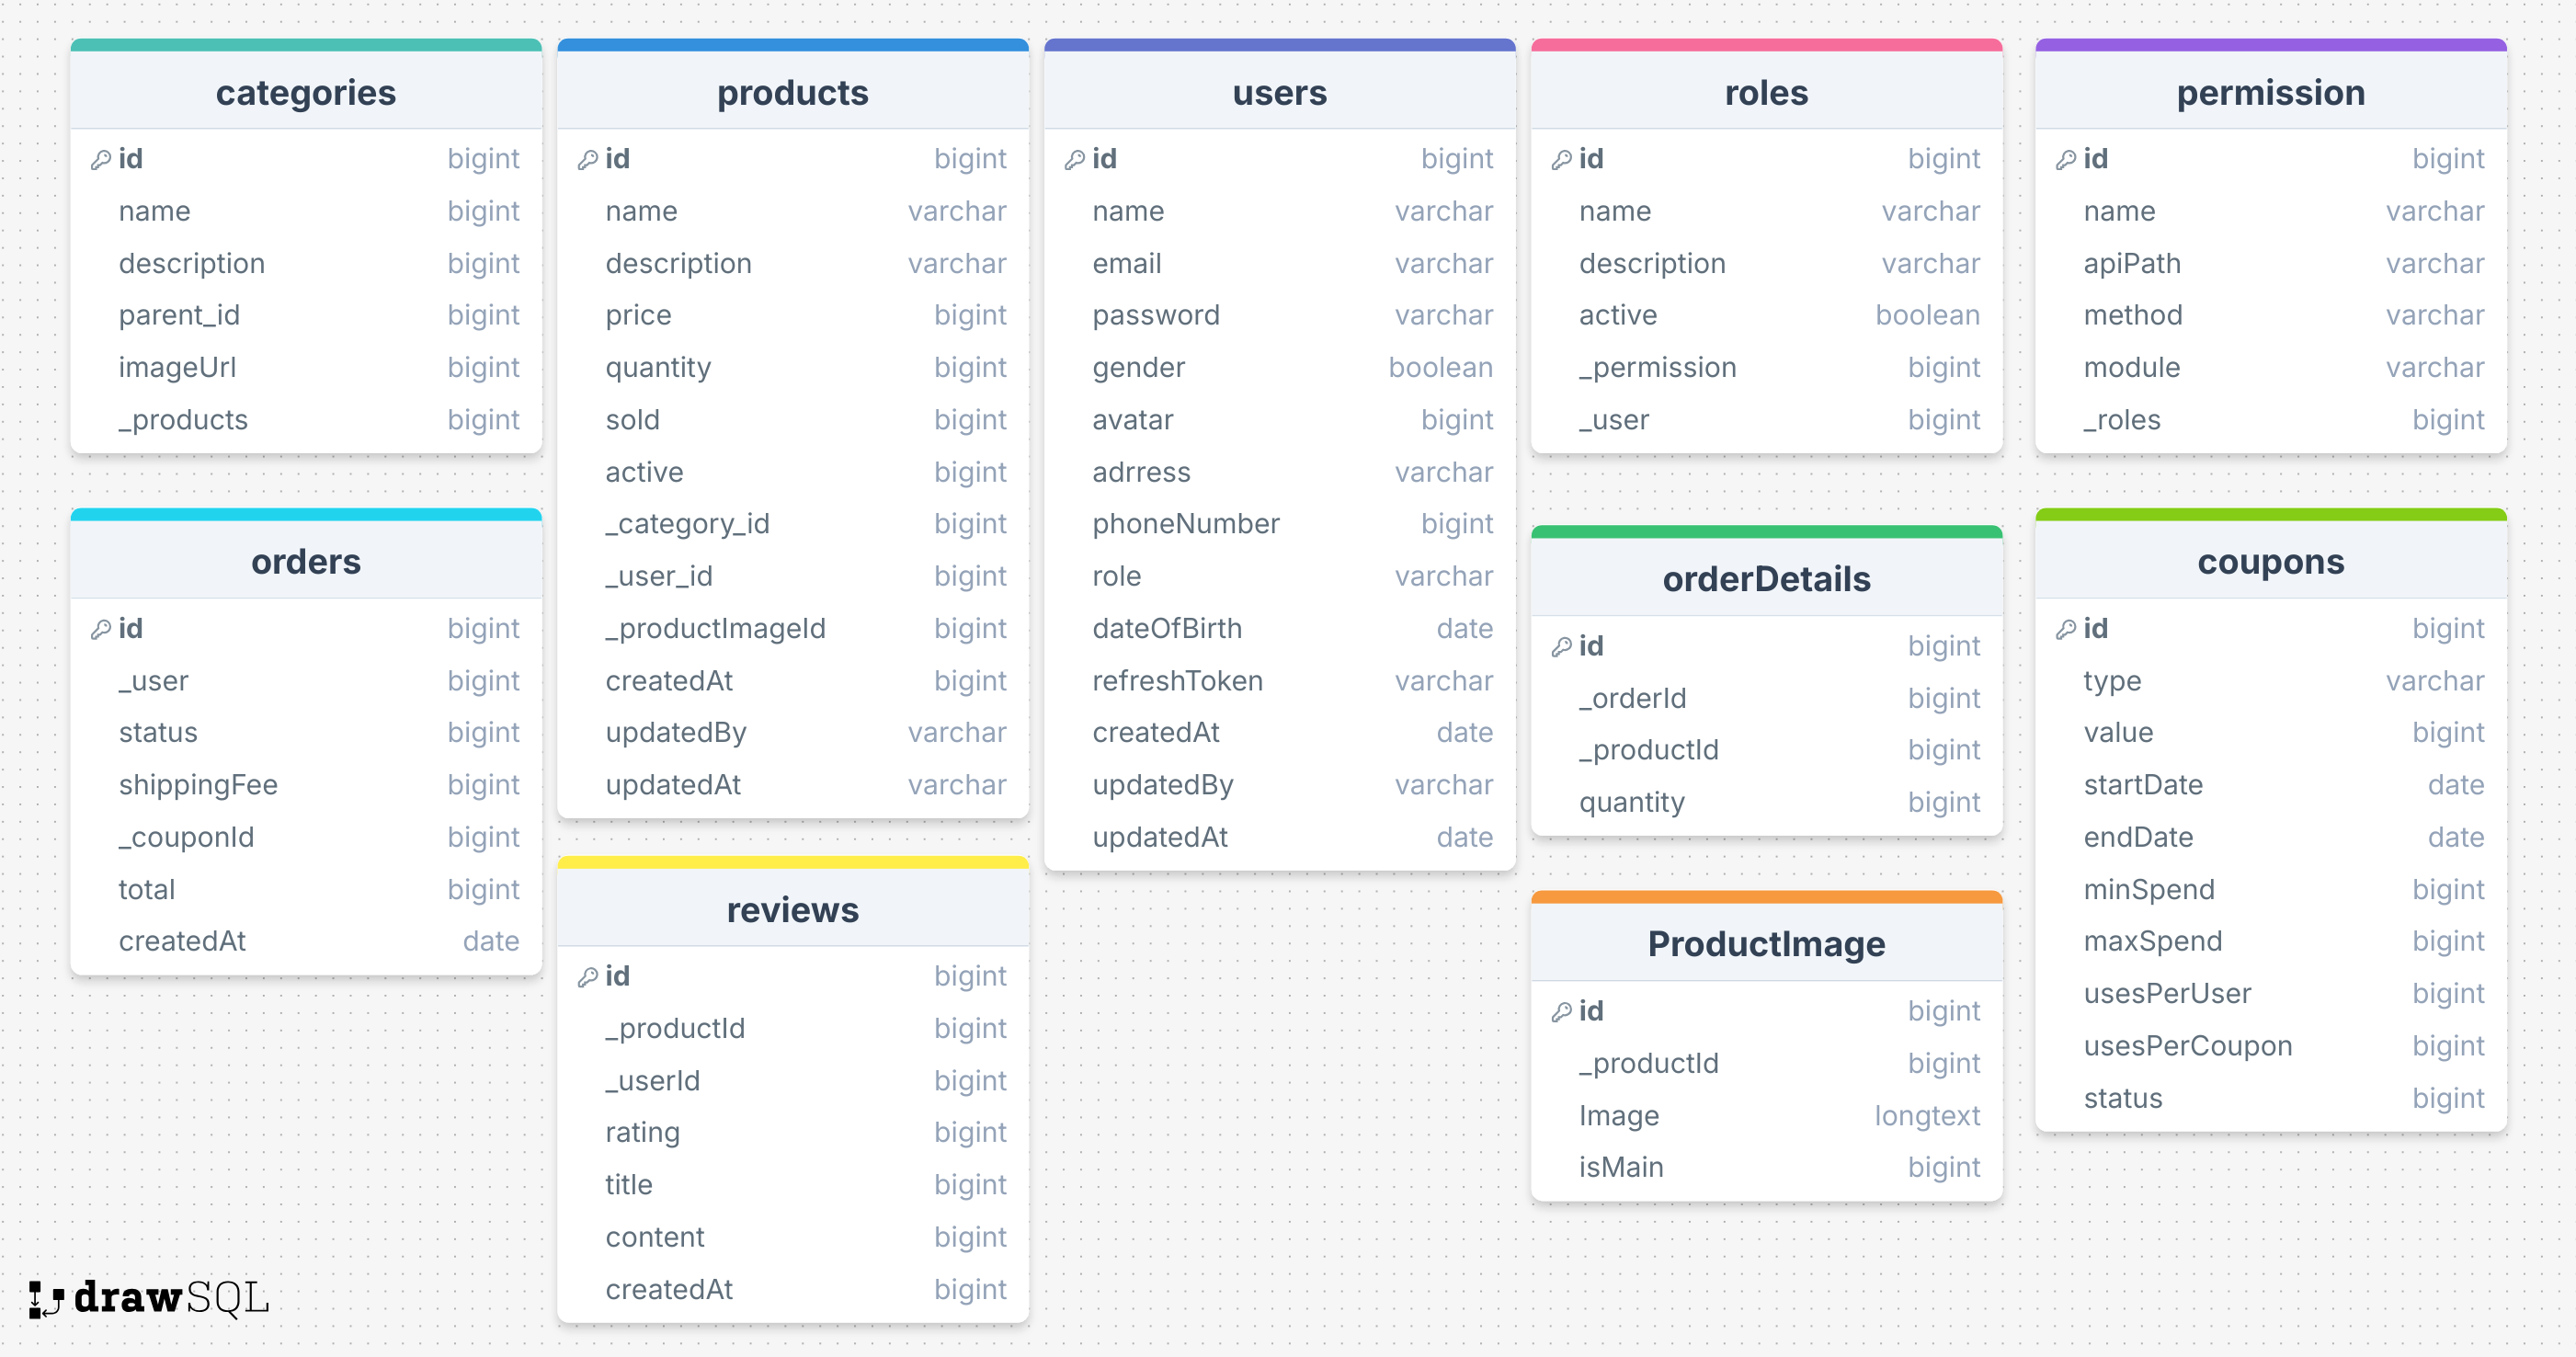 categories
id bigint
name bigint
description bigint
parent_id bigint
imageUrl bigint
_products bigint
products
id bigint
name varchar
description varchar
price bigint
quantity bigint
sold bigint
active bigint
_category_id bigint
_user_id bigint
_productImageId bigint
createdAt bigint
updatedBy varchar
updatedAt varchar
users
id bigint
name varchar
email varchar
password varchar
gender boolean
avatar bigint
adrress varchar
phoneNumber bigint
role varchar
dateOfBirth date
refreshToken varchar
createdAt date
updatedBy varchar
updatedAt date
roles
id bigint
name varchar
description varchar
active boolean
_permission bigint
_user bigint
permission
id bigint
name varchar
apiPath varchar
method varchar
module varchar
_roles bigint
orders
id bigint
_user bigint
status bigint
shippingFee bigint
_couponId bigint
total bigint
createdAt date
reviews
id bigint
_productId bigint
_userId bigint
rating bigint
title bigint
content bigint
createdAt bigint
orderDetails
id bigint
_orderId bigint
_productId bigint
quantity bigint
ProductImage
id bigint
_productId bigint
Image longtext
isMain bigint
coupons
id bigint
type varchar
value bigint
startDate date
endDate date
minSpend bigint
maxSpend bigint
usesPerUser bigint
usesPerCoupon bigint
status bigint
drawSQL